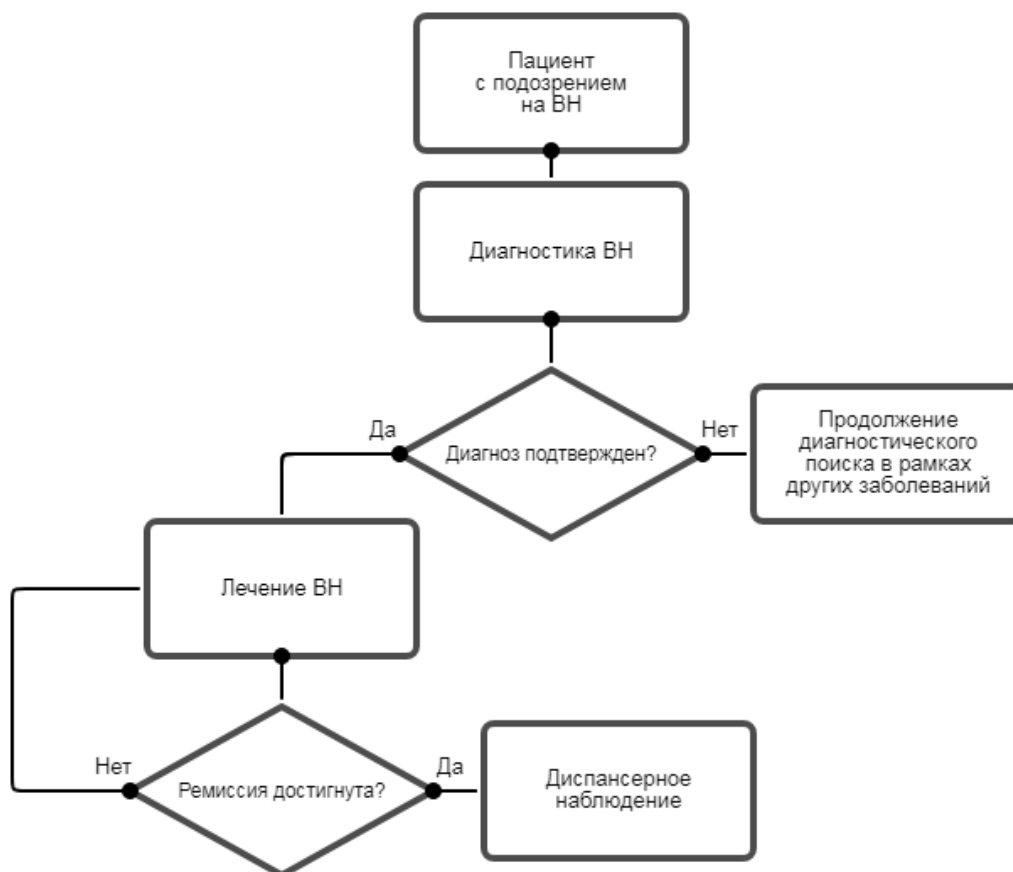 Пациент
с подозрением
на ВН
Диагностика ВН
Да
Диагноз подтвержден?
Нет
Продолжение
диагностического
поиска в рамках
других заболеваний
Лечение ВН
Нет
Ремиссия достигнута?
Да
Диспансерное
наблюдение